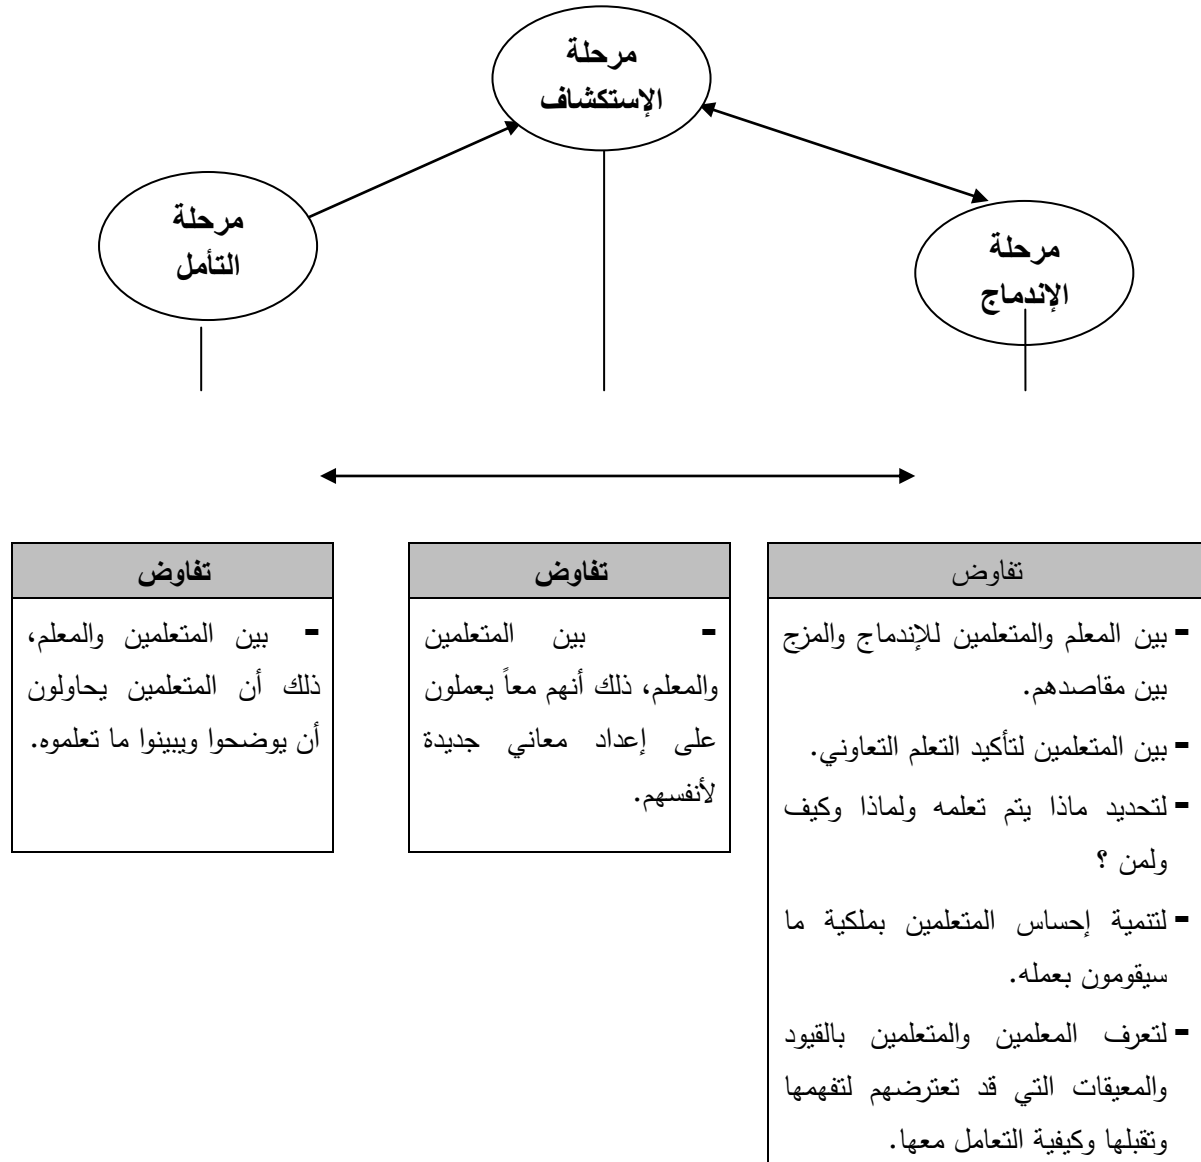 مرحلة
الإستكشاف
مرحلة
الإندماج
مرحلة
التأمل
تفاوض
- بين المعلم والمتعلمين للإندماج والمزج
بين مقاصدهم.
- بين المتعلمين لتأكيد التعلم التعاوني.
- لتحديد ماذا يتم تعلمه ولماذا وكيف
ولمن ؟
- لتنمية إحساس المتعلمين بملكية ما
سيقومون بعمله.
- لتعرف المعلمين والمتعلمين بالقيود
والمعيقات التي قد تعترضهم لتفهمها
وتقبلها وكيفية التعامل معها.
تفاوض
- بين المتعلمين
والمعلم، ذلك أنهم معاً يعملون
على إعداد معاني جديدة
لأنفسهم.
تفاوض
- بين المتعلمين والمعلم،
ذلك أن المتعلمين يحاولون
أن يوضحوا ويبينوا ما تعلموه.